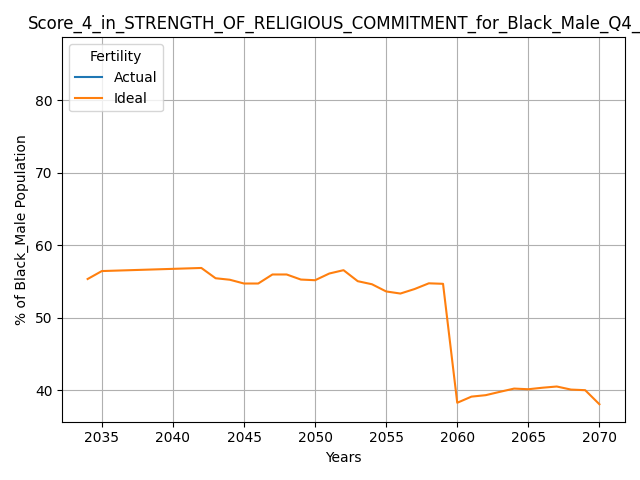 Score_4_in_STRENGTH_OF_RELIGIOUS_COMMITMENT_for_Black_Male_Q4_
Fertility
Actual
Ideal
% of Black_Male Population
80
70
60
50
40
2035 2040 2045 2050 2055 2060 2065 2070
Years